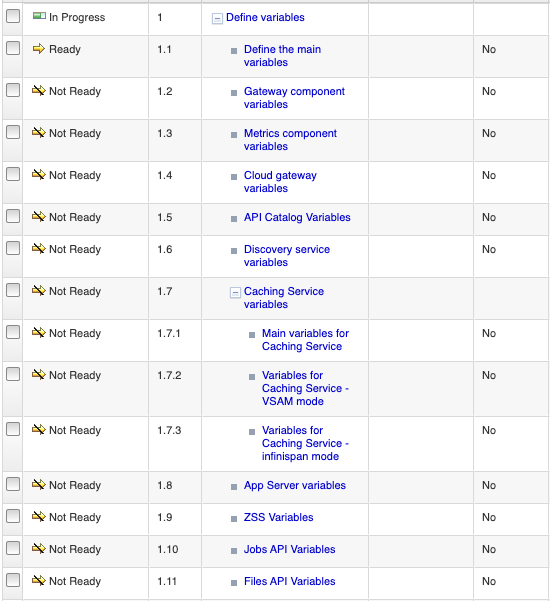 In Progress 1 Define variables
Ready 1.1 Define the main No
variables
Not Ready 1.2 Gateway component No
variables
Not Ready 1.3 Metrics component No
variables
Not Ready 1.4 Cloud gateway No
variables
Not Ready 1.5 API Catalog Variables No
Not Ready 1.6 Discovery service No
variables
Not Ready 1.7 Caching Service
variables
Not Ready 1.7.1 Main variables for No
Caching Service
Not Ready 1.7.2 Variables for No
Caching Service -
VSAM mode
Not Ready 1.7.3 Variables for No
Caching Service -
infinispan mode
Not Ready 1.8 App Server variables No
Not Ready 1.9 ZSS Variables No
Not Ready 1.10 Jobs API Variables No
Not Ready 1.11 Files API Variables No